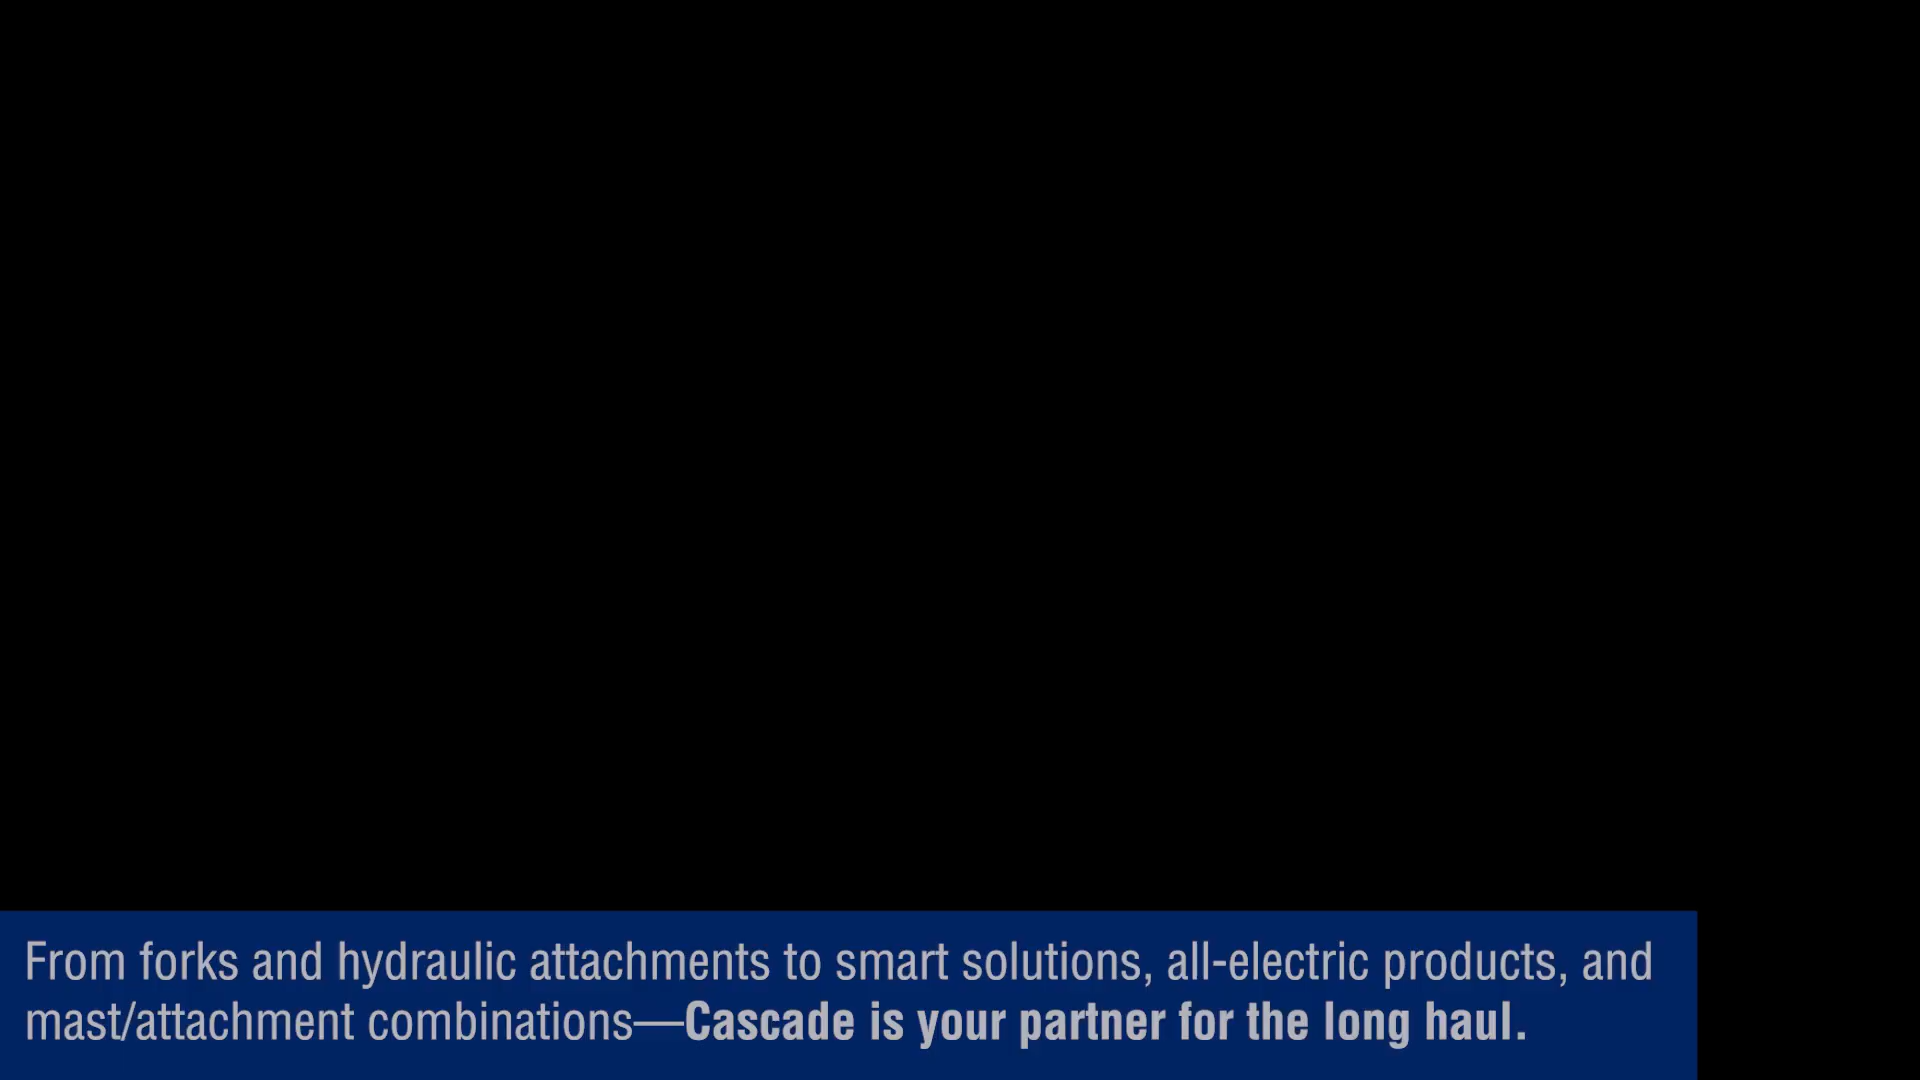 From forks and hydraulic attachments to smart solutions, all-electric products, and
mast/attachment combinations—Cascade is your partner for the long haul.